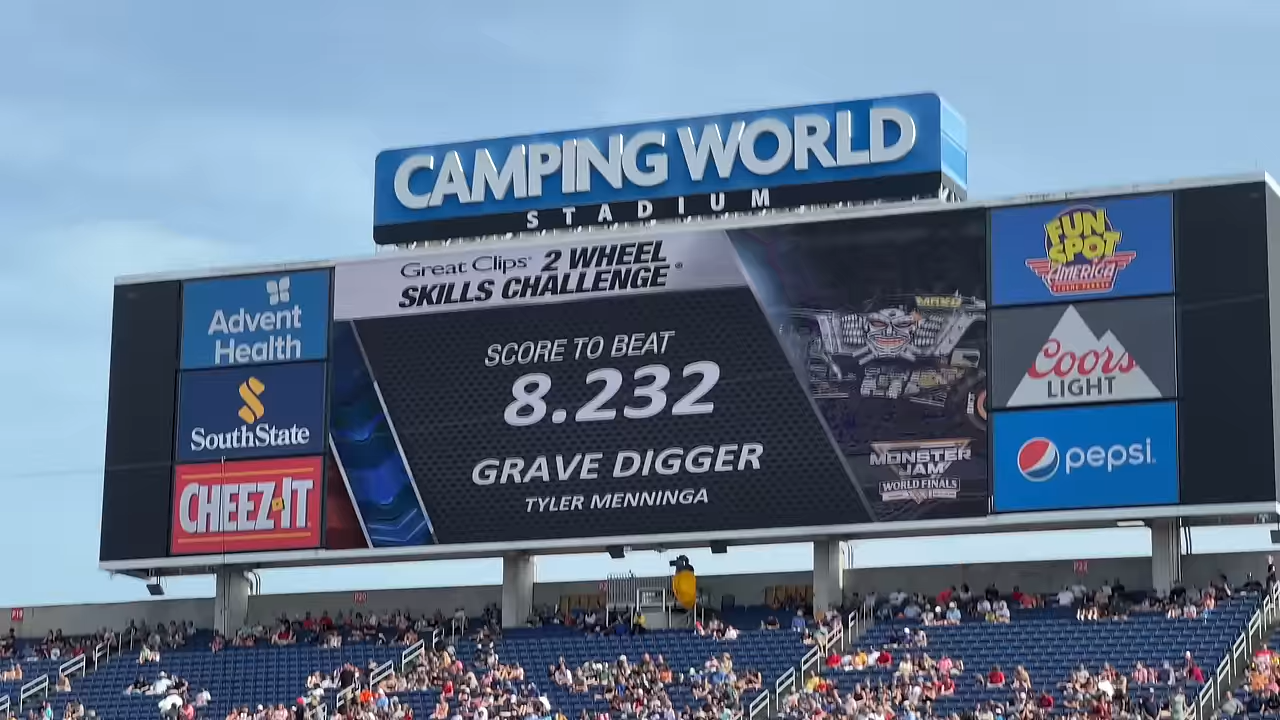 CAMPING WORLD
STADIUM
Great Clips 2 WHEEL
SKILLS CHALLENGE
SCORE TO BEAT
8.232
GRAVE DIGGER
TYLER MENNINGA
MONSTER
JAM
WORLD FINALS
Advent
Health
SouthState
CHEEZ-IT
FUN
SPOT
AMERICA
Coors
LIGHT
pepsi